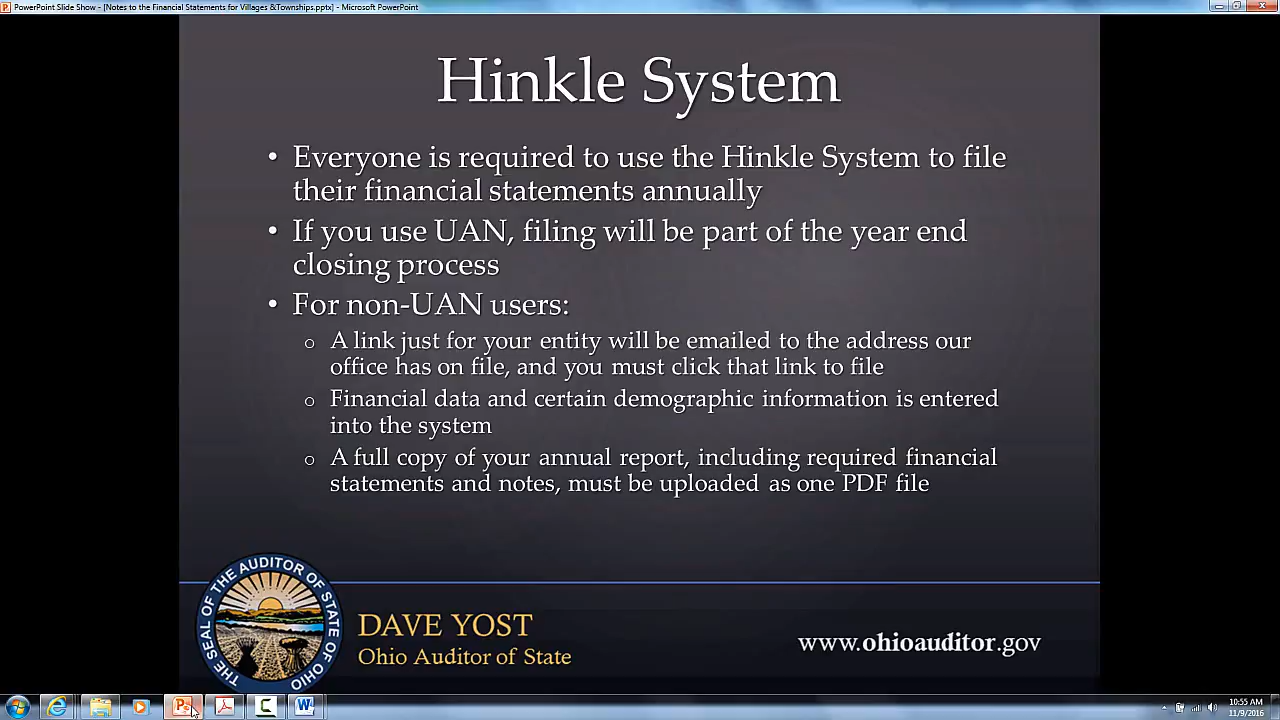 PowerPoint Slide Show - [Notes to the Financial Statements for Villages &Townships.pptx] - Microsoft PowerPoint
Hinkle System
• Everyone is required to use the Hinkle System to file
their financial statements annually
• If you use UAN, filing will be part of the year end
closing process
• For non-UAN users:
o A link just for your entity will be emailed to the address our
office has on file, and you must click that link to file
o Financial data and certain demographic information is entered
into the system
o A full copy of your annual report, including required financial
statements and notes, must be uploaded as one PDF file
THE SEAL OF THE AUDITOR OF STATE OF OHIO
DAVE YOST
Ohio Auditor of State
www.ohioauditor.gov
10:55 AM
11/9/2016